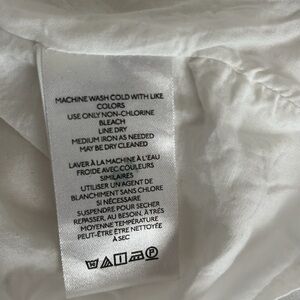 MACHINE WASH COLD WITH LIKE
COLORS
USE ONLY NON-CHLORINE
BLEACH
LINE DRY
MEDIUM IRON AS NEEDED
MAY BE DRY CLEANED
LAVER À LA MACHINE À L'EAU
FROIDE AVEC COULEURS
SIMILAIRES
UTILISER UN AGENT DE
BLANCHIMENT SANS CHLORE
SI NÉCESSAIRE
SUSPENDRE POUR SECHER
REPASSER, AU BESOIN, À TRÈS
MOYENNE TEMPÉRATURE
PEUT-ÊTRE ÊTRE NETTOYÉE
À SEC